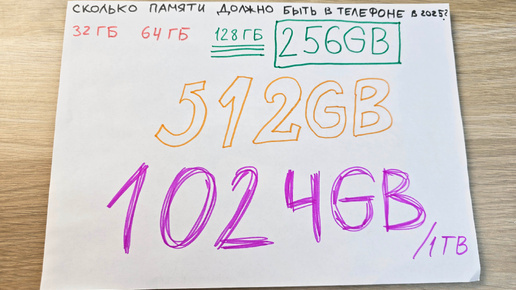 СКОЛЬКО ПАМЯТИ ДОЛЖНО БЫТЬ В ТЕЛЕФОНЕ В 2025?
32 ГБ 64 ГБ 128 ГБ 256GB
512GB
1024GB
/1TB